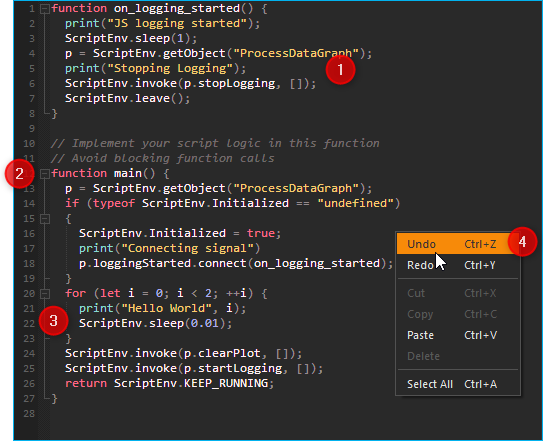 1 function on_logging_started() {
2 print("JS logging started");
3 ScriptEnv.sleep(1);
4 p = ScriptEnv.getObject("ProcessDataGraph");
5 print("Stopping Logging");
1
6 ScriptEnv.invoke(p.stopLogging, []);
7 ScriptEnv.leave();
8 }
9
10 // Implement your script logic in this function
11 // Avoid blocking function calls
2
function main() {
13 p = ScriptEnv.getObject("ProcessDataGraph");
14 if (typeof ScriptEnv.Initialized == "undefined")
15 {
16 ScriptEnv.Initialized = true;
17 print("Connecting signal")
18 p.loggingStarted.connect(on_logging_started);
19 }
20 for (let i = 0; i < 2; ++i) {
21 print("Hello World", i);
3
22 ScriptEnv.sleep(0.01);
23 }
24 ScriptEnv.invoke(p.clearPlot, []);
25 ScriptEnv.invoke(p.startLogging, []);
26 return ScriptEnv.KEEP_RUNNING;
27 }
28
Undo Ctrl+Z
4
Redo Ctrl+Y
Cut Ctrl+X
Copy Ctrl+C
Paste Ctrl+V
Delete
Select All Ctrl+A